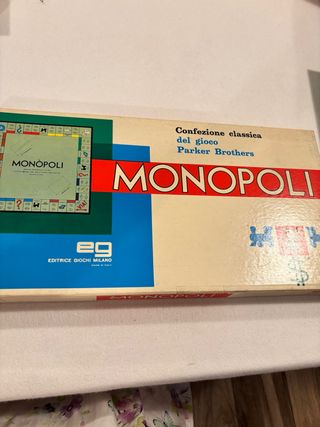 MONOPOLI
Confezione classica
del gioco
Parker Brothers
MONOPOLI
eg
EDITRICE GIOCHI MILANO
MONOPOLI